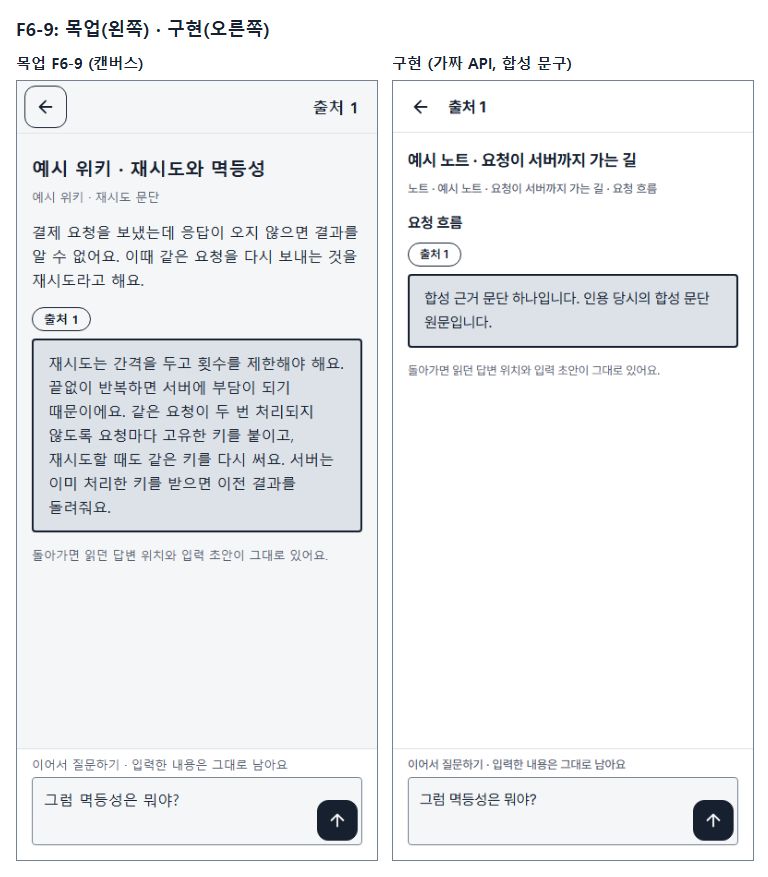 F6-9: 목업(왼쪽) · 구현(오른쪽)
목업 F6-9 (캔버스)
출처 1
예시 위키 · 재시도와 멱등성
예시 위키 · 재시도 문단
결제 요청을 보냈는데 응답이 오지 않으면 결과를
알 수 없어요. 이때 같은 요청을 다시 보내는 것을
재시도라고 해요.
출처 1
재시도는 간격을 두고 횟수를 제한해야 해요.
끝없이 반복하면 서버에 부담이 되기
때문이에요. 같은 요청이 두 번 처리되지
않도록 요청마다 고유한 키를 붙이고,
재시도할 때도 같은 키를 다시 써요. 서버는
이미 처리한 키를 받으면 이전 결과를
돌려줘요.
돌아가면 읽던 답변 위치와 입력 초안이 그대로 있어요.
이어서 질문하기 · 입력한 내용은 그대로 남아요
그럼 멱등성은 뭐야?
구현 (가짜 API, 합성 문구)
출처 1
예시 노트 · 요청이 서버까지 가는 길
노트 · 예시 노트 · 요청이 서버까지 가는 길 · 요청 흐름
요청 흐름
출처 1
합성 근거 문단 하나입니다. 인용 당시의 합성 문단
원문입니다.
돌아가면 읽던 답변 위치와 입력 초안이 그대로 있어요.
이어서 질문하기 · 입력한 내용은 그대로 남아요
그럼 멱등성은 뭐야?